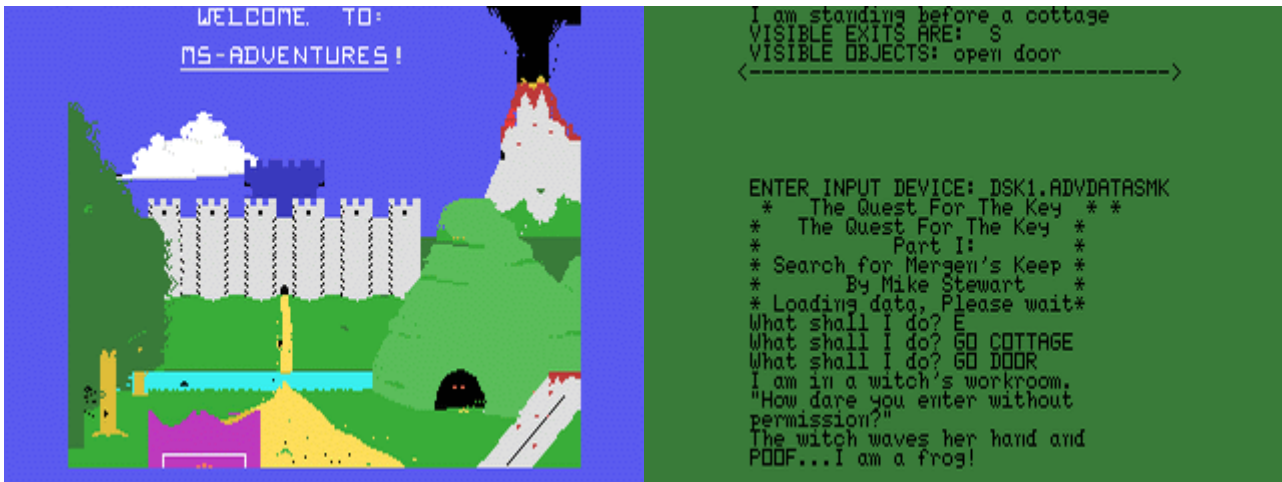 WELCOME TO:
MS-ADVENTURES!
I am standing before a cottage
VISIBLE EXITS ARE: S
VISIBLE OBJECTS: open door
<----------------------------------->
ENTER INPUT DEVICE: DSK1.ADVDATASMK
* The Quest For The Key * *
* The Quest For The Key *
* Part I: *
* Search for Mergen's Keep *
* By Mike Stewart *
* Loading data, Please wait*
What shall I do? E
What shall I do? GO COTTAGE
What shall I do? GO DOOR
I am in a witch's workroom.
"How dare you enter without
permission?"
The witch waves her hand and
POOF...I am a frog!